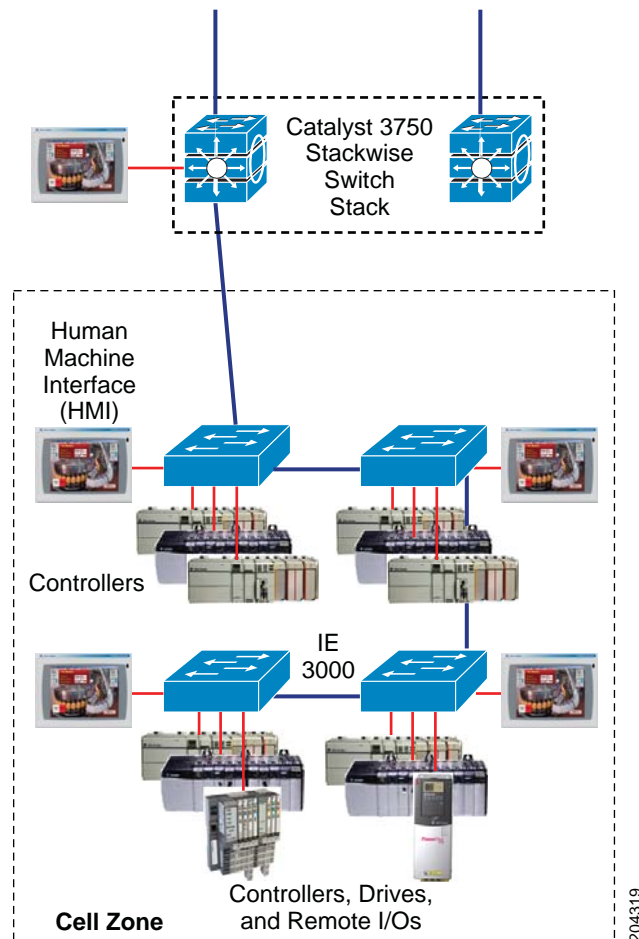 Catalyst 3750
Stackwise
Switch
Stack
Human
Machine
Interface
(HMI)
Controllers
IE
3000
Controllers, Drives,
and Remote I/Os
Cell Zone
204319